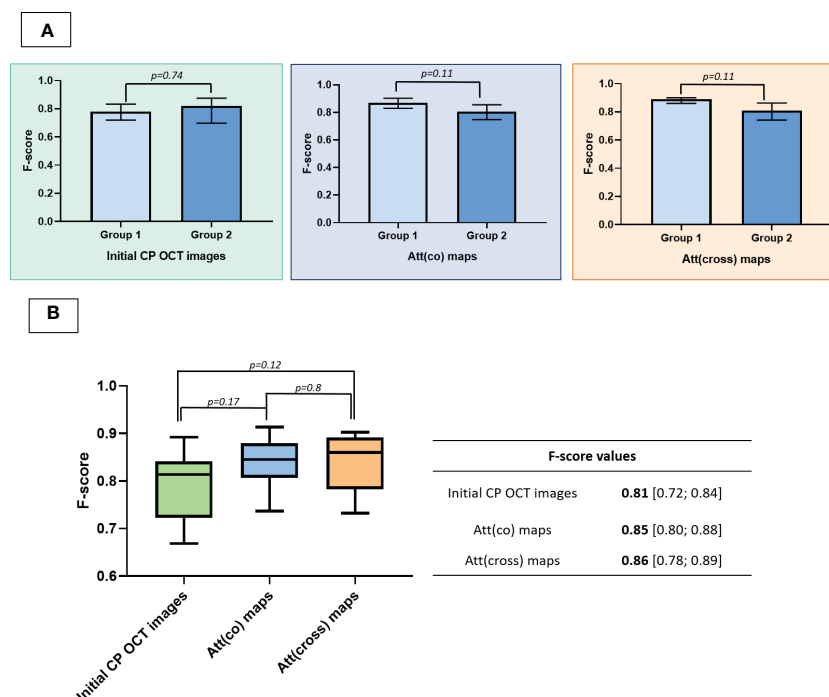 A
p=0.74
1.0
0.8
0.6
0.4
0.2
0.0
F-score
Group 1 Group 2
Initial CP OCT images
p=0.11
1.0
0.8
0.6
0.4
0.2
0.0
F-score
Group 1 Group 2
Att(co) maps
p=0.11
1.0
0.8
0.6
0.4
0.2
0.0
F-score
Group 1 Group 2
Att(cross) maps
B
p=0.12
p=0.17
p=0.8
1.0
0.9
0.8
0.7
0.6
F-score
Initial CP OCT images
Att(co) maps
Att(cross) maps
F-score values
Initial CP OCT images 0.81 [0.72; 0.84]
Att(co) maps 0.85 [0.80; 0.88]
Att(cross) maps 0.86 [0.78; 0.89]